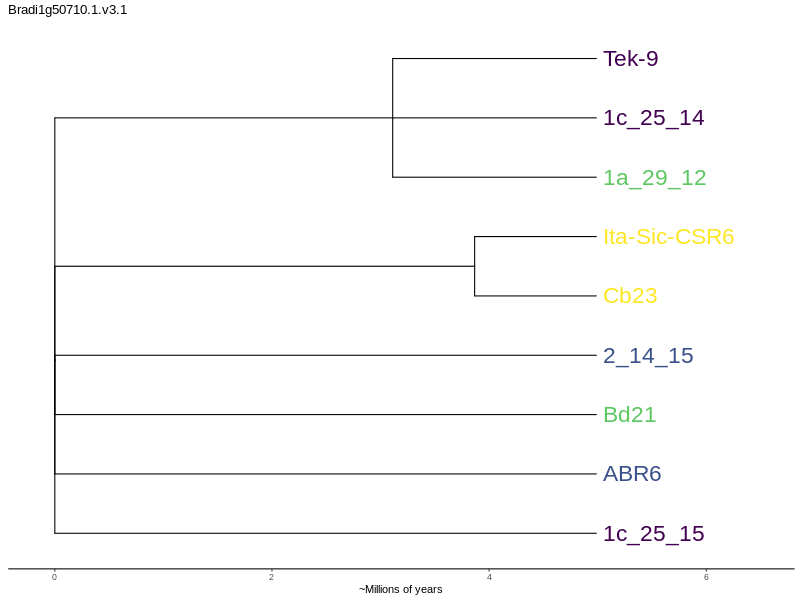 Bradi1g50710.1.v3.1
Tek-9
1c_25_14
1a_29_12
Ita-Sic-CSR6
Cb23
2_14_15
Bd21
ABR6
1c_25_15
0 2 4 6
~Millions of years